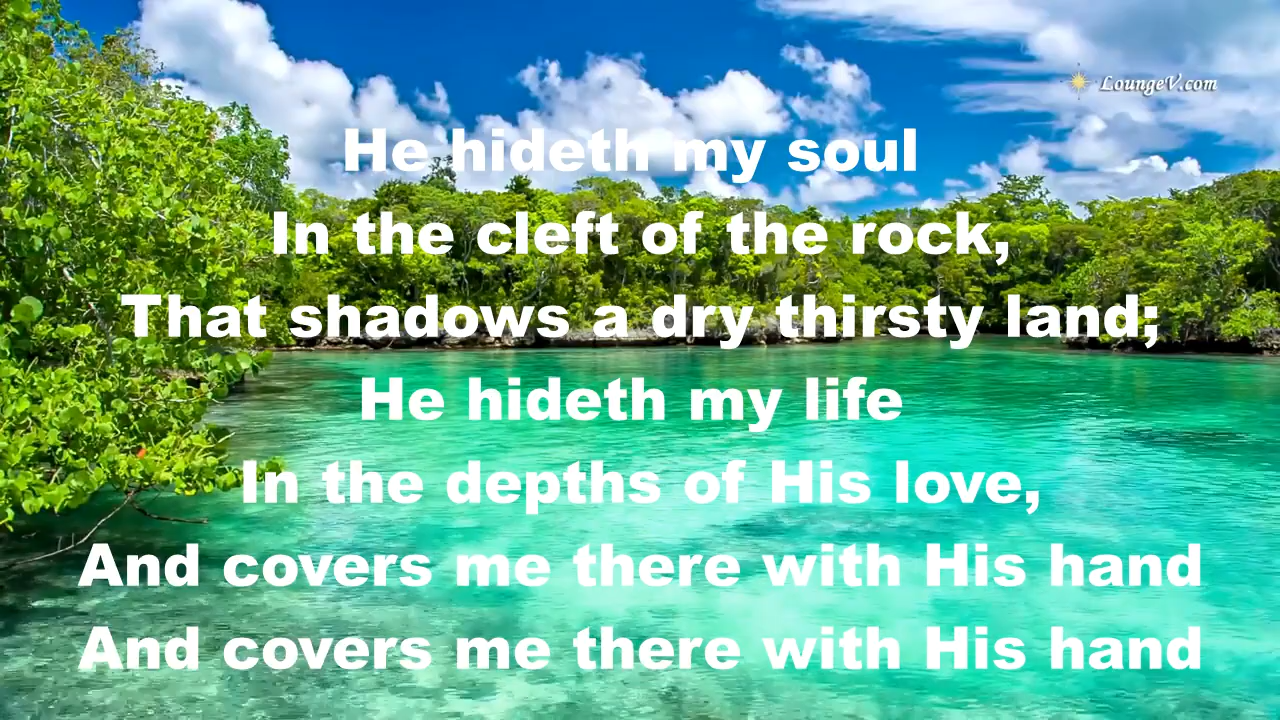 LoungeV.com
He hideth my soul
In the cleft of the rock,
That shadows a dry thirsty land;
He hideth my life
In the depths of His love,
And covers me there with His hand
And covers me there with His hand